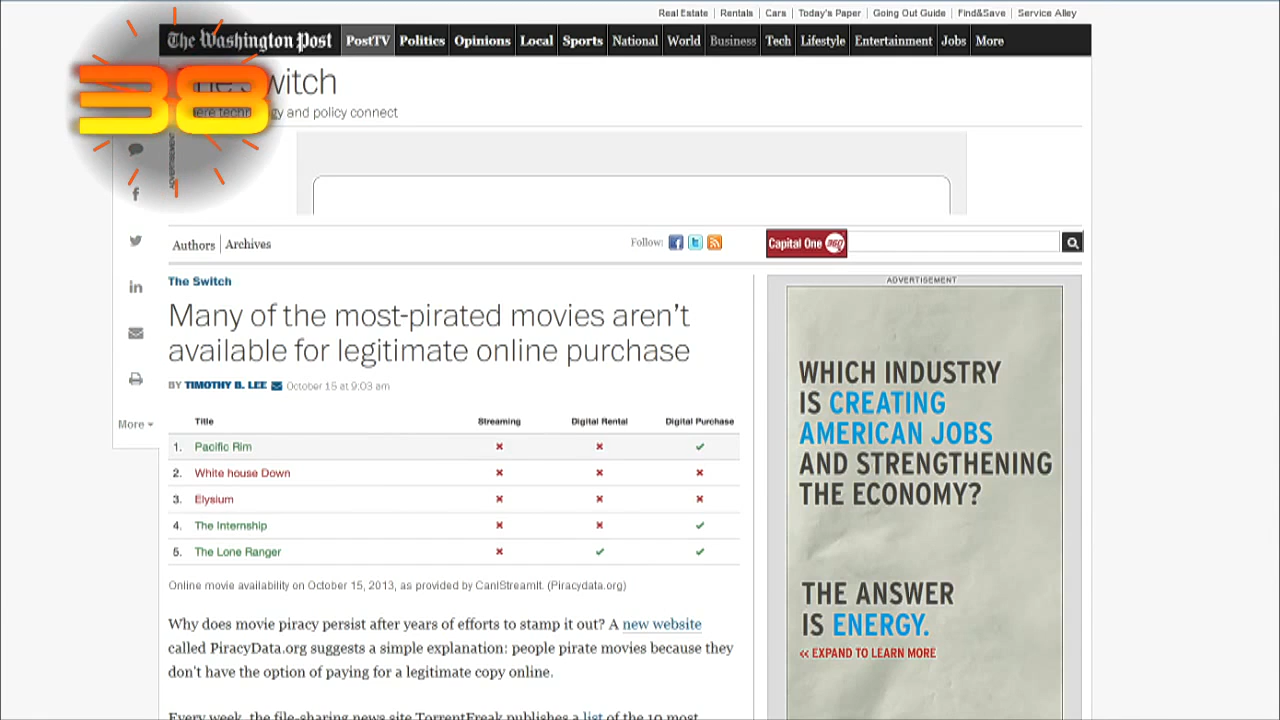 Real Estate | Rentals | Cars | Today's Paper | Going Out Guide | Find&Save | Service Alley
The Washington Post PostTV Politics Opinions Local Sports National World Business Tech Lifestyle Entertainment Jobs More
38
The Switch
and policy connect
ADVERTISEMENT
Authors | Archives
Follow:
Capital One 360
The Switch
Many of the most-pirated movies aren't
available for legitimate online purchase
BY TIMOTHY B. LEE October 15 at 9:03 am
More
Title Streaming Digital Rental Digital Purchase
1. Pacific Rim ✖ ✖ ✔
2. White house Down ✖ ✖ ✖
3. Elysium ✖ ✖ ✖
4. The Internship ✖ ✖ ✔
5. The Lone Ranger ✖ ✔ ✔
Online movie availability on October 15, 2013, as provided by CanIStreamIt. (Piracydata.org)
Why does movie piracy persist after years of efforts to stamp it out? A new website
called PiracyData.org suggests a simple explanation: people pirate movies because they
don't have the option of paying for a legitimate copy online.
Every week, the file-sharing news site TorrentFreak publishes a list of the 10 most
ADVERTISEMENT
WHICH INDUSTRY
IS CREATING
AMERICAN JOBS
AND STRENGTHENING
THE ECONOMY?
THE ANSWER
IS ENERGY.
<< EXPAND TO LEARN MORE